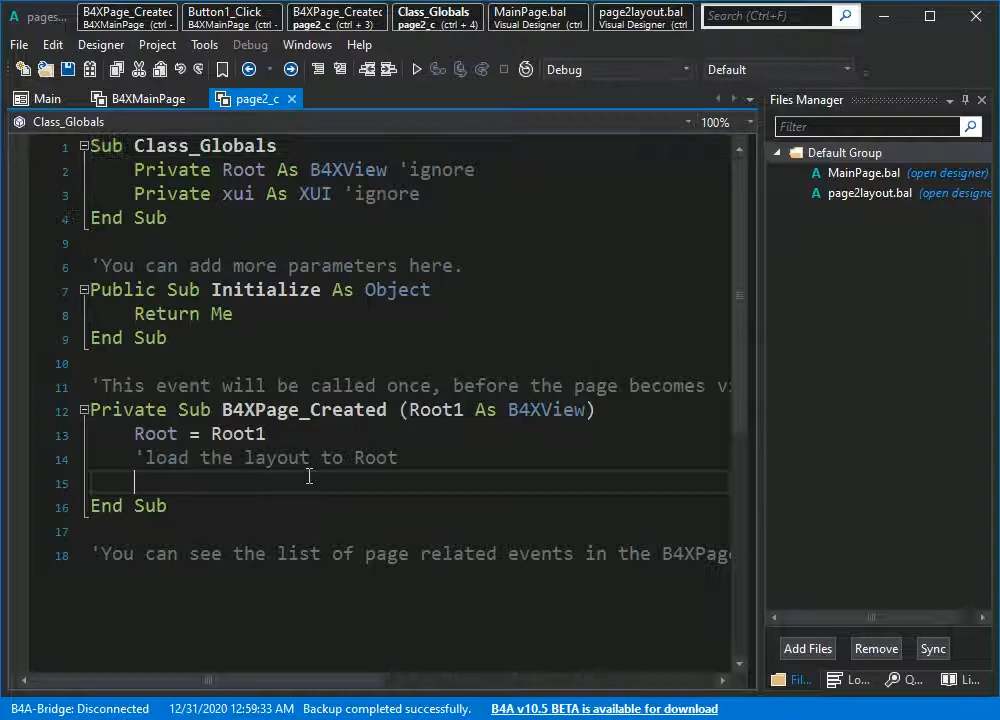 pages...
B4XPage_Created
B4XMainPage (ctrl -
Button1_Click
B4XMainPage (ctrl -
B4XPage_Created
page2_c (ctrl + 3)
Class_Globals
page2_c (ctrl + 4)
MainPage.bal
Visual Designer (ctrl
page2layout.bal
Visual Designer (ctrl
Search (Ctrl+F)
File Edit Designer Project Tools Debug Windows Help
Debug Default
Main B4XMainPage page2_c
Class_Globals 100%
1 Sub Class_Globals
2 Private Root As B4XView 'ignore
3 Private xui As XUI 'ignore
4 End Sub
9
6 'You can add more parameters here.
7 Public Sub Initialize As Object
8 Return Me
9 End Sub
10
11 'This event will be called once, before the page becomes vi
12 Private Sub B4XPage_Created (Root1 As B4XView)
13 Root = Root1
14 'load the layout to Root
15
16 End Sub
17
18 'You can see the list of page related events in the B4XPag
Files Manager
Filter
Default Group
MainPage.bal (open designer)
page2layout.bal (open designe
Add Files Remove Sync
Fil... Lo... Q... Li...
B4A-Bridge: Disconnected 12/31/2020 12:59:33 AM Backup completed successfully. B4A v10.5 BETA is available for download